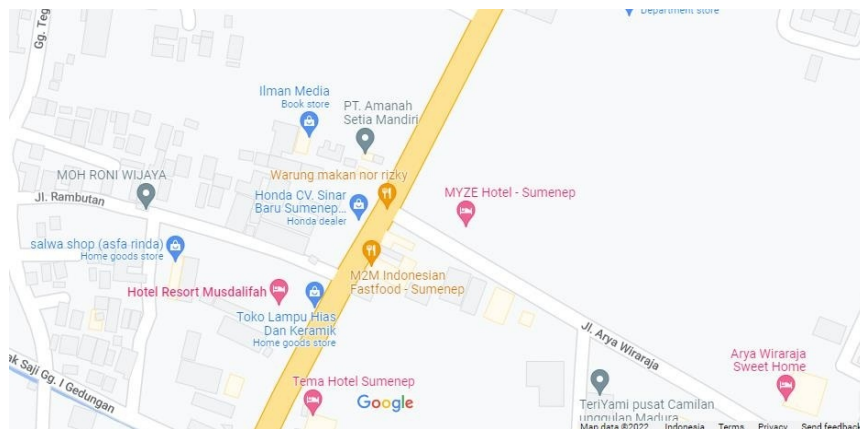 Department store
Gg. Teg
Ilman Media
Book store
PT. Amanah
Setia Mandiri
Warung makan nor rizky
MOH RONI WIJAYA
Jl. Rambutan
Honda CV. Sinar
Baru Sumenep...
Honda dealer
MYZE Hotel - Sumenep
salwa shop (asfa rinda)
Home goods store
M2M Indonesian
Fastfood - Sumenep
Hotel Resort Musdalifah
Toko Lampu Hias
Dan Keramik
Home goods store
Jl. Arya Wiraraja
Arya Wiraraja
Sweet Home
ak Saji Gg. I Gedungan
Tema Hotel Sumenep
Google
TeriYami pusat Camilan
unggulan Madura
Map data ©2022 Indonesia Terms Privacy Send feedback